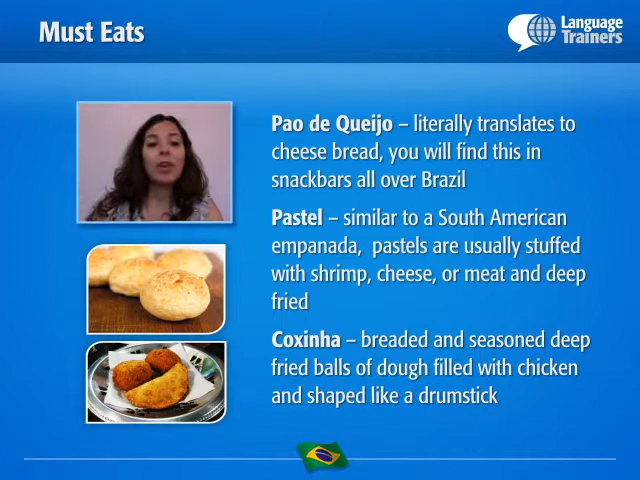 Must Eats
Language
Trainers
Pao de Queijo – literally translates to
cheese bread, you will find this in
snackbars all over Brazil
Pastel – similar to a South American
empanada,  pastels are usually stuffed
with shrimp, cheese, or meat and deep
fried
Coxinha – breaded and seasoned deep
fried balls of dough filled with chicken
and shaped like a drumstick